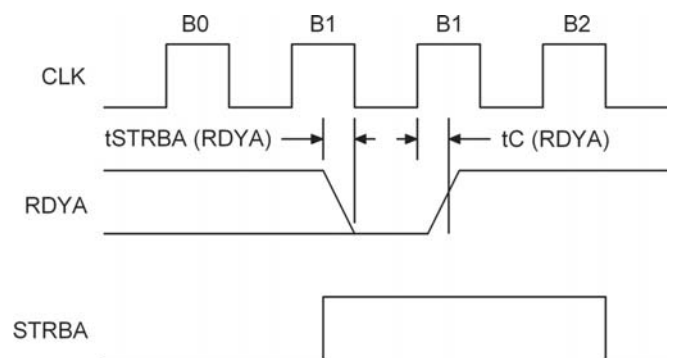 B0 B1 B1 B2
CLK
tSTRBA (RDYA) tC (RDYA)
RDYA
STRBA